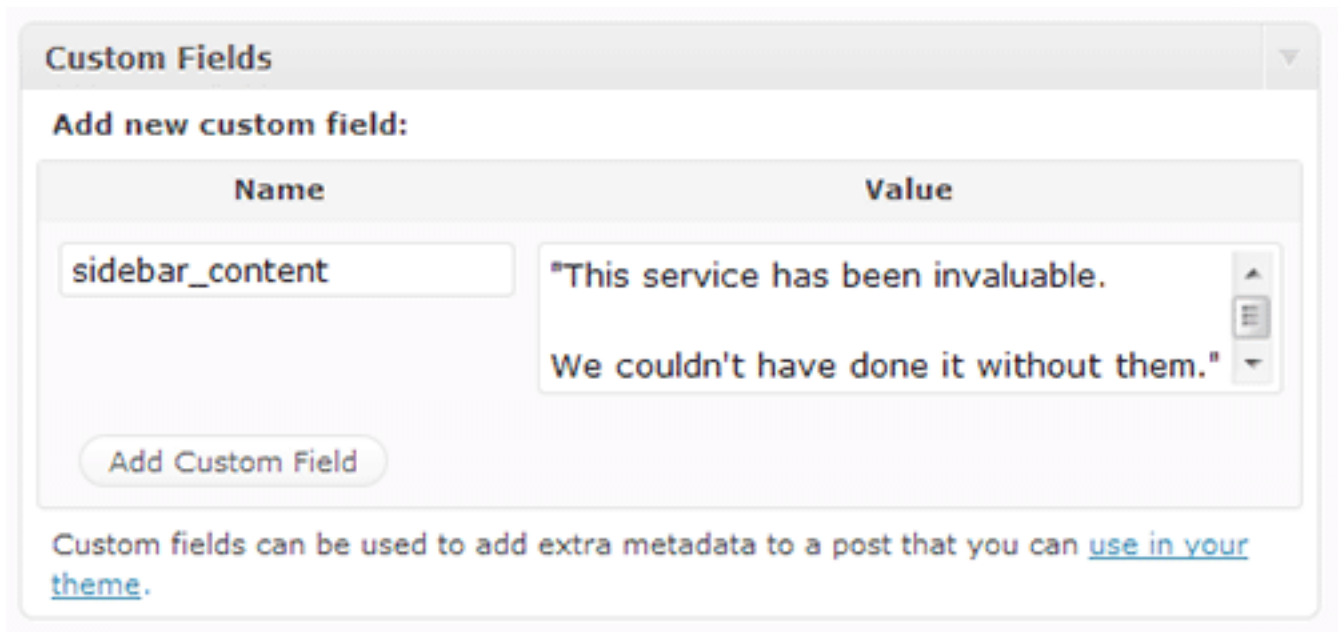 Custom Fields
Add new custom field:
Name Value
sidebar_content
"This service has been invaluable.
We couldn't have done it without them."
Add Custom Field
Custom fields can be used to add extra metadata to a post that you can use in your
theme.